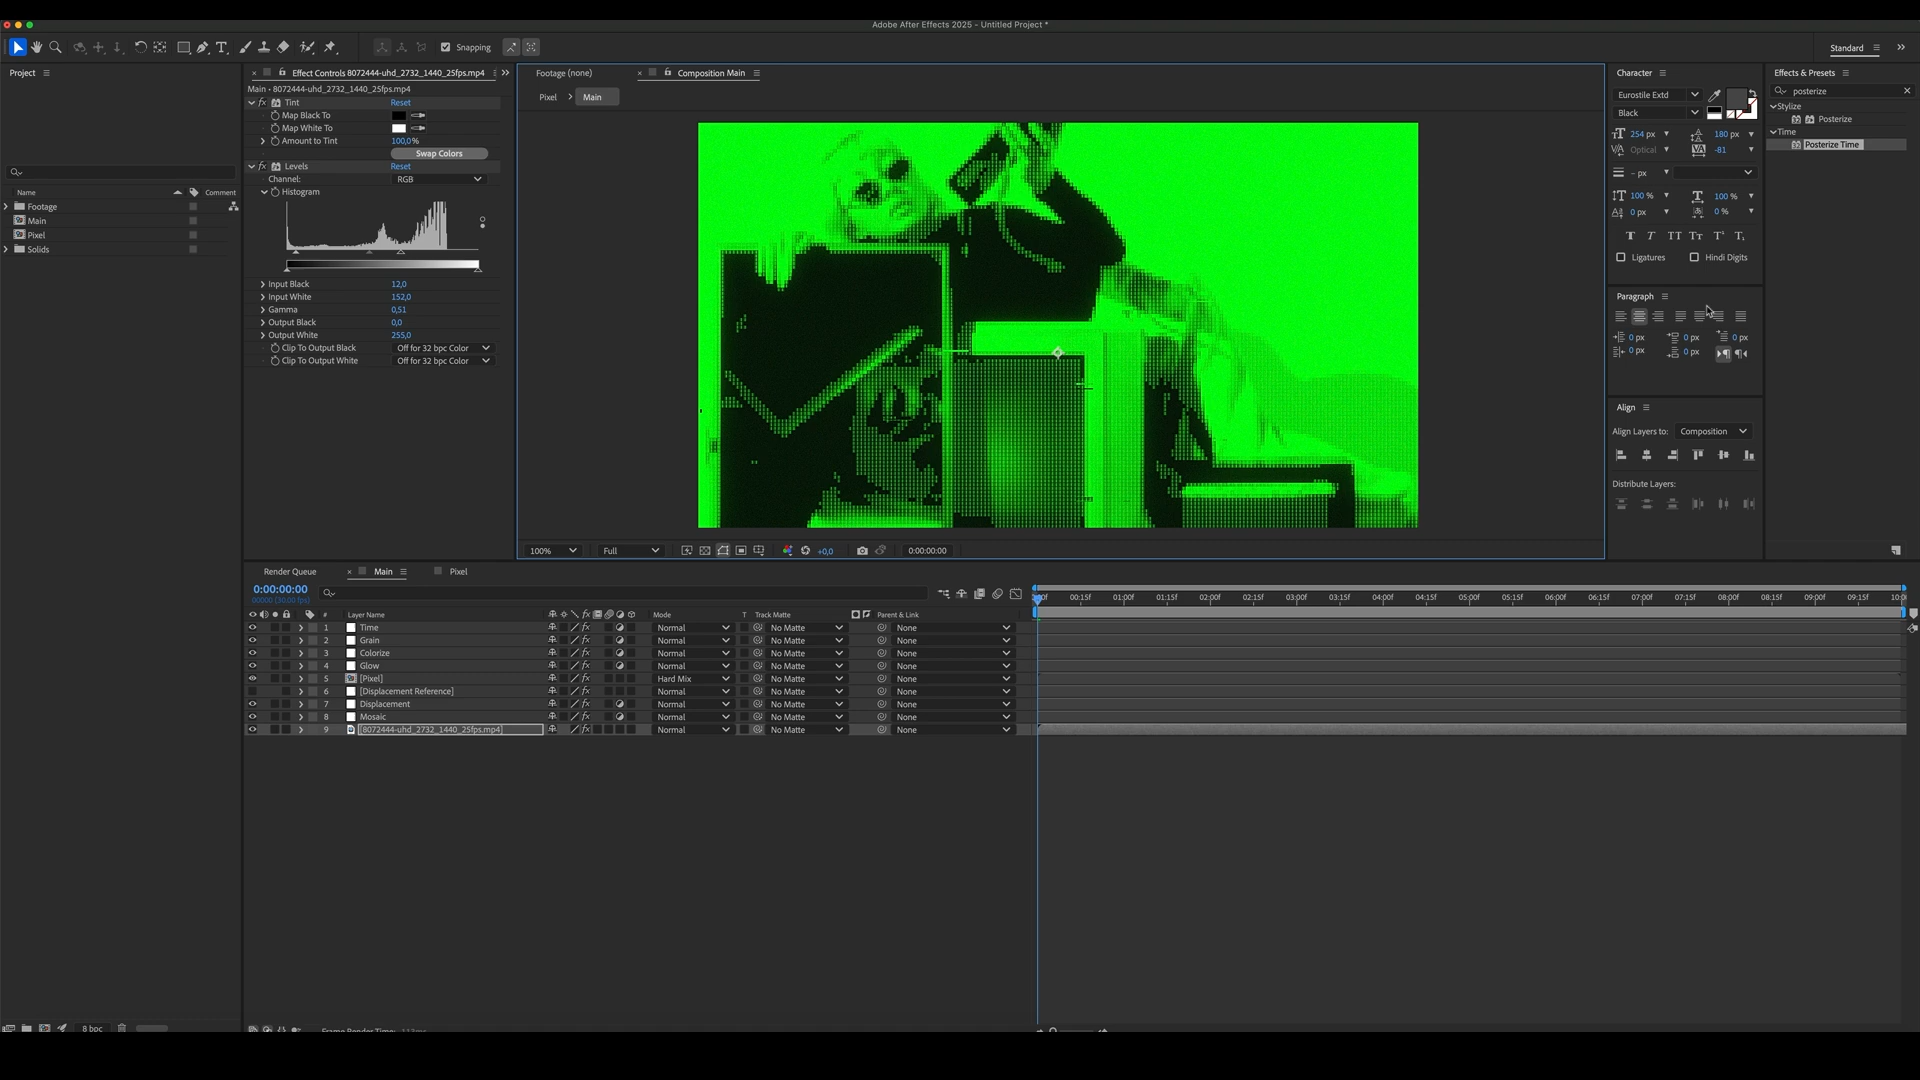 Adobe After Effects 2025 - Untitled Project *
Snapping
Standard
Project
Name
Comment
Footage
Main
Pixel
Solids
8 bpc
Effect Controls 8072444-uhd_2732_1440_25fps.mp4
Main • 8072444-uhd_2732_1440_25fps.mp4
fx Tint Reset
Map Black To
Map White To
Amount to Tint 100,0%
Swap Colors
fx Levels Reset
Channel: RGB
Histogram
Input Black 12,0
Input White 152,0
Gamma 0,51
Output Black 0,0
Output White 255,0
Clip To Output Black Off for 32 bpc Color
Clip To Output White Off for 32 bpc Color
Footage (none)
Composition Main
Pixel Main
100% Full +0,0 0:00:00:00
Character
Eurostile Extd
Black
254 px 180 px
Optical -81
- px
100 % 100 %
0 px 0 %
Ligatures Hindi Digits
Paragraph
0 px 0 px 0 px
0 px 0 px
Align
Align Layers to: Composition
Distribute Layers:
Effects & Presets
posterize
Stylize
Posterize
Time
Posterize Time
Render Queue Main Pixel
0:00:00:00
00000 (30.00 fps)
# Layer Name Mode T Track Matte Parent & Link
1 Time Normal No Matte None
2 Grain Normal No Matte None
3 Colorize Normal No Matte None
4 Glow Normal No Matte None
5 [Pixel] Hard Mix No Matte None
6 [Displacement Reference] Normal No Matte None
7 Displacement Normal No Matte None
8 Mosaic Normal No Matte None
9 [8072444-uhd_2732_1440_25fps.mp4] Normal No Matte None
00:15f 01:00f 01:15f 02:00f 02:15f 03:00f 03:15f 04:00f 04:15f 05:00f 05:15f 06:00f 06:15f 07:00f 07:15f 08:00f 08:15f 09:00f 09:15f
Frame Render Time: 113ms